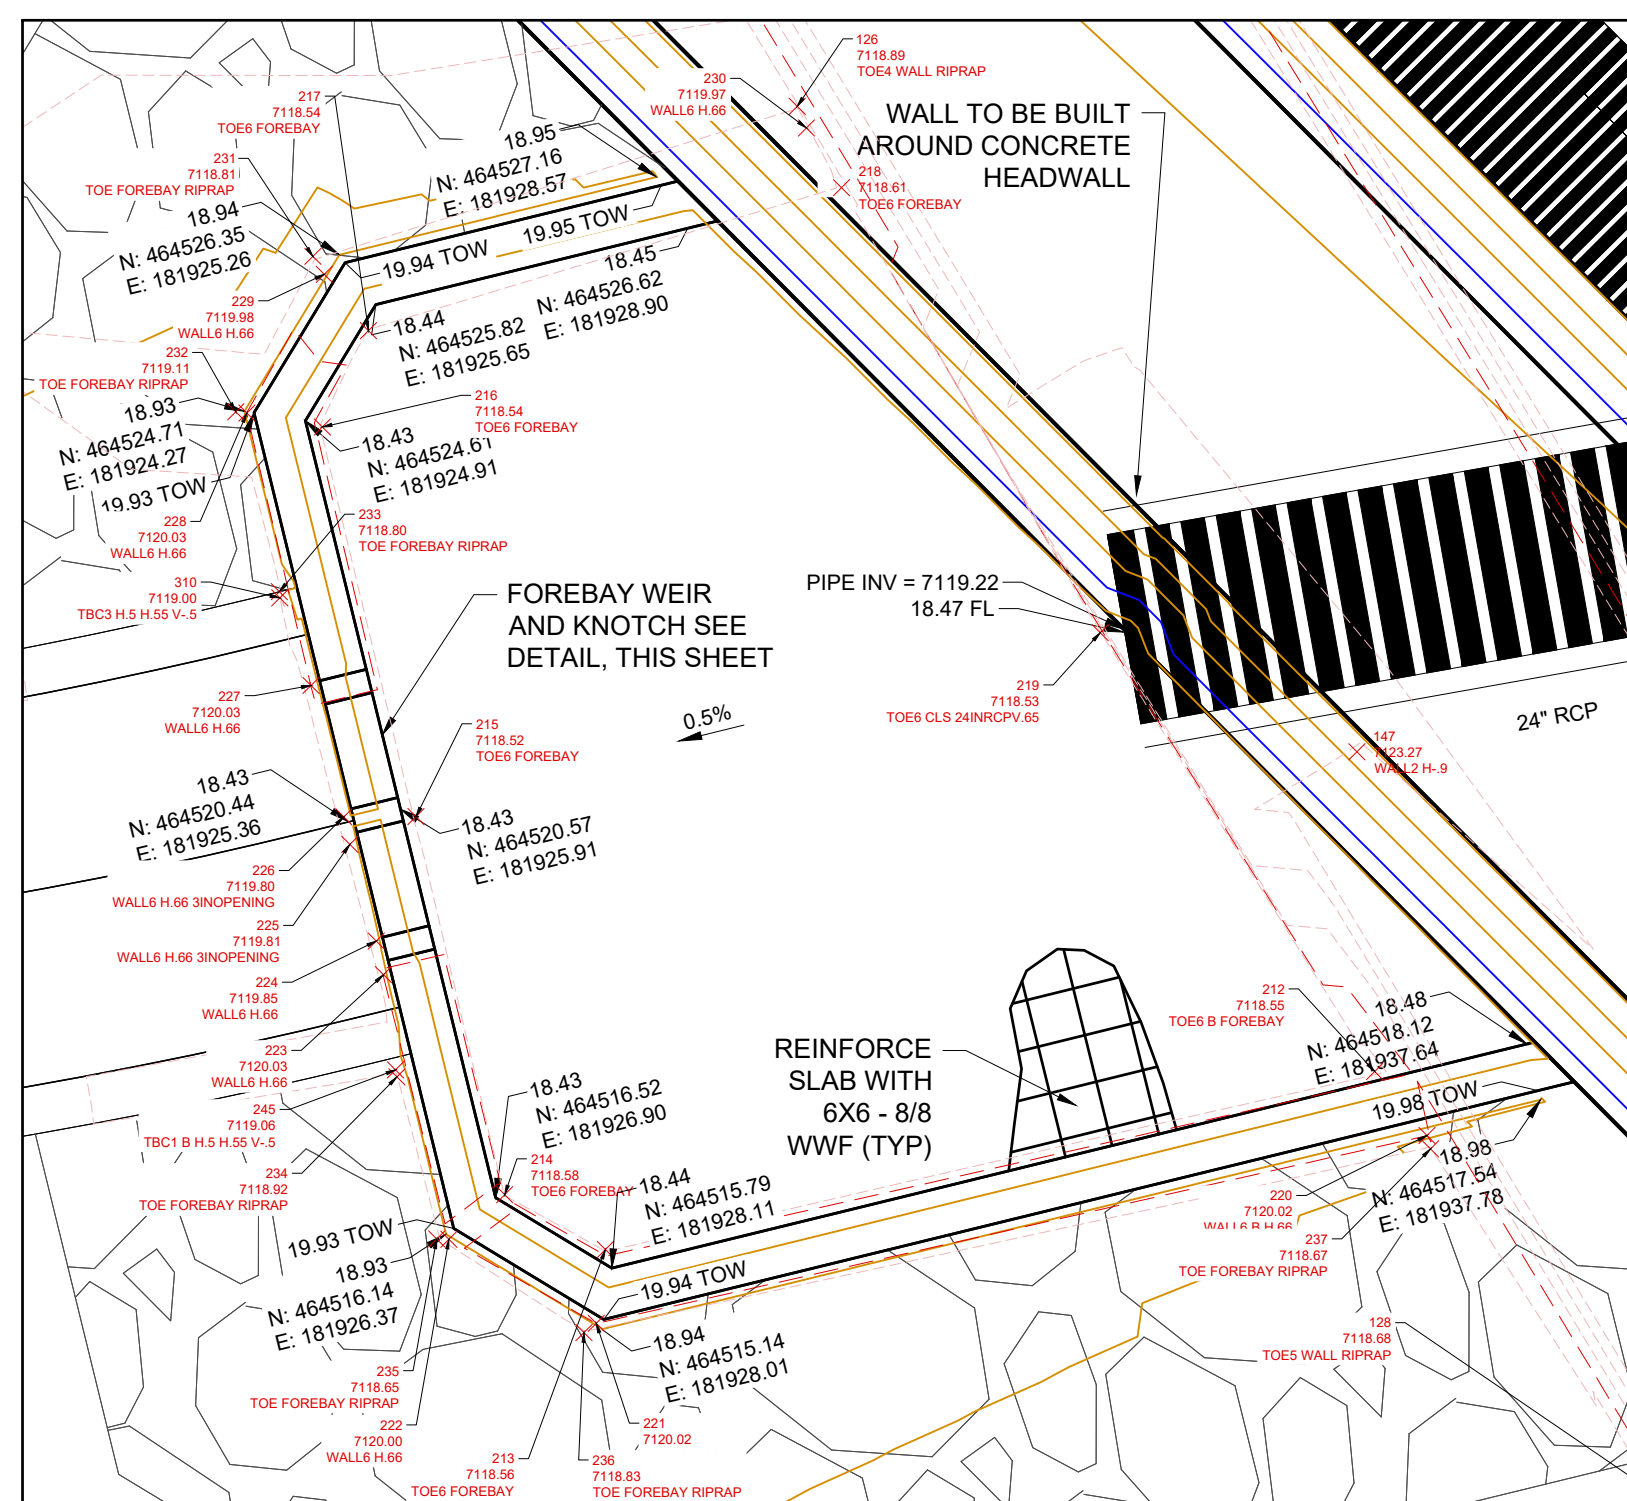 126
7118.89
TOE4 WALL RIPRAP
230
7119.97
WALL6 H.66
217
7118.54
TOE6 FOREBAY
WALL TO BE BUILT
AROUND CONCRETE
HEADWALL
18.95
N: 464527.16
E: 181928.57
231
7118.81
TOE FOREBAY RIPRAP
218
7118.61
TOE6 FOREBAY
18.94
N: 464526.35
E: 181925.26
19.94 TOW
19.95 TOW
18.45
N: 464526.62
E: 181928.90
229
7119.98
WALL6 H.66
18.44
N: 464525.82
E: 181925.65
232
7119.11
TOE FOREBAY RIPRAP
216
7118.54
TOE6 FOREBAY
18.93
N: 464524.71
E: 181924.27
19.93 TOW
18.43
N: 464524.61
E: 181924.91
228
7120.03
WALL6 H.66
233
7118.80
TOE FOREBAY RIPRAP
310
7119.00
TBC3 H.5 H.55 V-.5
FOREBAY WEIR
AND KNOTCH SEE
DETAIL, THIS SHEET
PIPE INV = 7119.22
18.47 FL
219
7118.53
TOE6 CLS 24INRCPV.65
227
7120.03
WALL6 H.66
0.5%
24" RCP
215
7118.52
TOE6 FOREBAY
147
7123.27
WALL2 H-.9
18.43
N: 464520.44
E: 181925.36
18.43
N: 464520.57
E: 181925.91
226
7119.80
WALL6 H.66 3INOPENING
225
7119.81
WALL6 H.66 3INOPENING
224
7119.85
WALL6 H.66
212
7118.55
TOE6 B FOREBAY
18.48
N: 464518.12
E: 181937.64
223
7120.03
WALL6 H.66
REINFORCE
SLAB WITH
6X6 - 8/8
WWF (TYP)
18.43
N: 464516.52
E: 181926.90
19.98 TOW
245
7119.06
TBC1 B H.5 H.55 V-.5
214
7118.58
TOE6 FOREBAY
18.98
N: 464517.54
E: 181937.78
234
7118.92
TOE FOREBAY RIPRAP
18.44
N: 464515.79
E: 181928.11
220
7120.02
WALL6 B H.66
19.93 TOW
237
7118.67
TOE FOREBAY RIPRAP
18.93
N: 464516.14
E: 181926.37
19.94 TOW
18.94
N: 464515.14
E: 181928.01
128
7118.68
TOE5 WALL RIPRAP
235
7118.65
TOE FOREBAY RIPRAP
222
7120.00
WALL6 H.66
221
7120.02
213
7118.56
TOE6 FOREBAY
236
7118.83
TOE FOREBAY RIPRAP